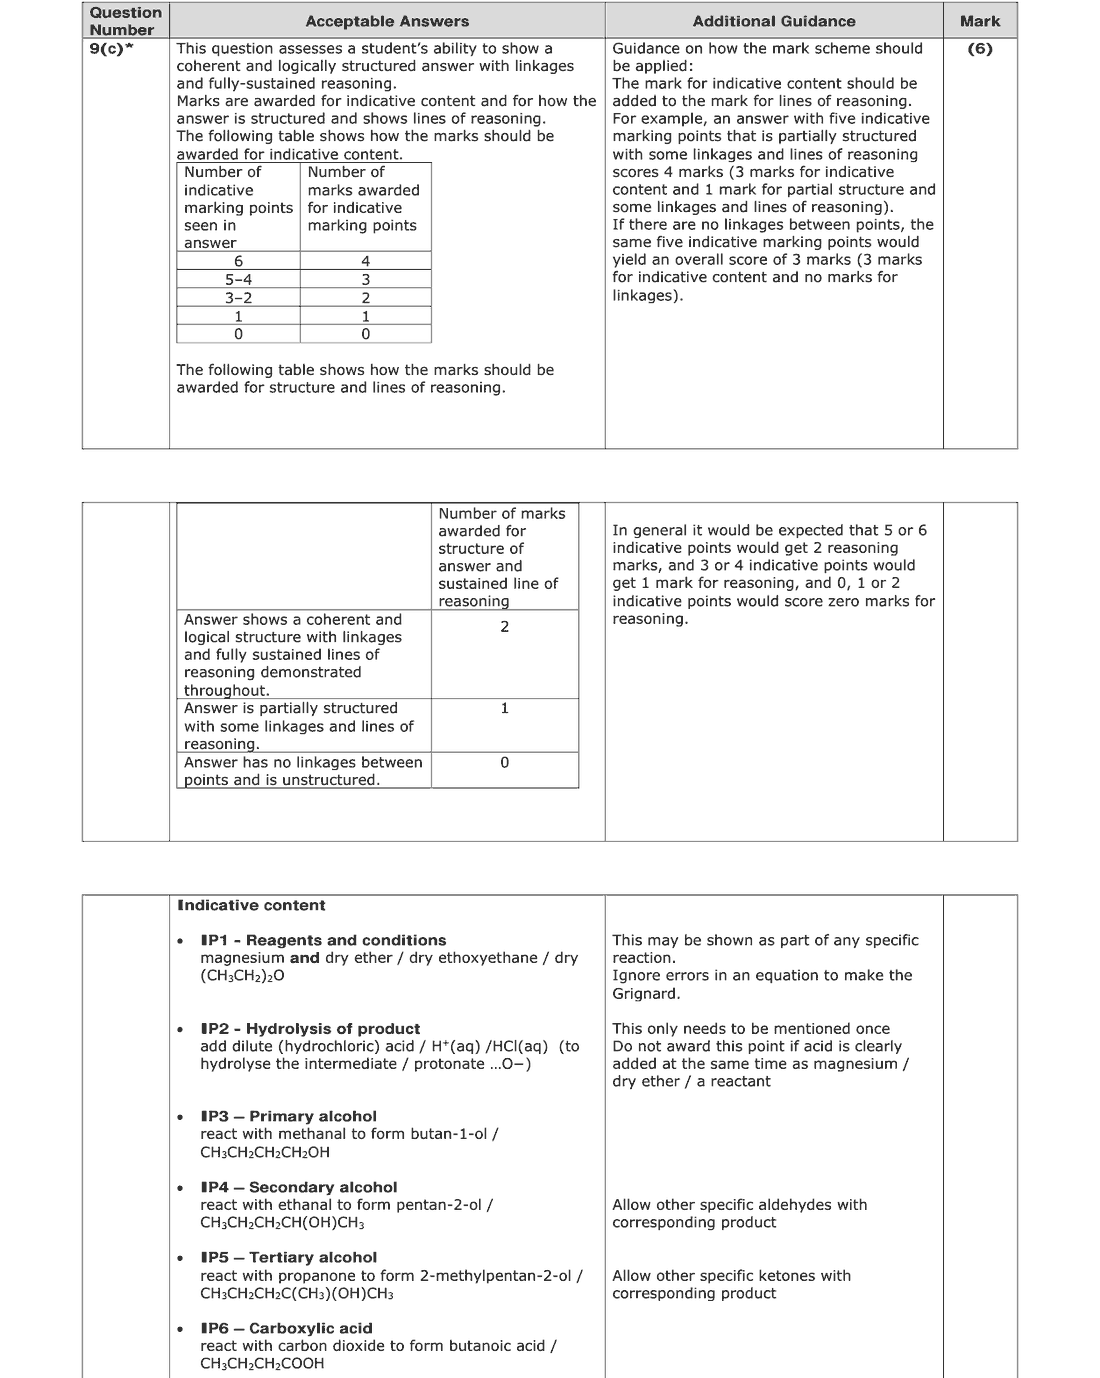 Question Number
Acceptable Answers
Additional Guidance
Mark
9(c)*
This question assesses a student's ability to show a
coherent and logically structured answer with linkages
and fully-sustained reasoning.
Marks are awarded for indicative content and for how the
answer is structured and shows lines of reasoning.
The following table shows how the marks should be
awarded for indicative content.
Number of
indicative
marking points
seen in
answer
Number of
marks awarded
for indicative
marking points
6 4
5–4 3
3–2 2
1 1
0 0
The following table shows how the marks should be
awarded for structure and lines of reasoning.
Guidance on how the mark scheme should
be applied:
The mark for indicative content should be
added to the mark for lines of reasoning.
For example, an answer with five indicative
marking points that is partially structured
with some linkages and lines of reasoning
scores 4 marks (3 marks for indicative
content and 1 mark for partial structure and
some linkages and lines of reasoning).
If there are no linkages between points, the
same five indicative marking points would
yield an overall score of 3 marks (3 marks
for indicative content and no marks for
linkages).
(6)
Number of marks
awarded for
structure of
answer and
sustained line of
reasoning
Answer shows a coherent and
logical structure with linkages
and fully sustained lines of
reasoning demonstrated
throughout.
2
Answer is partially structured
with some linkages and lines of
reasoning.
1
Answer has no linkages between
points and is unstructured.
0
In general it would be expected that 5 or 6
indicative points would get 2 reasoning
marks, and 3 or 4 indicative points would
get 1 mark for reasoning, and 0, 1 or 2
indicative points would score zero marks for
reasoning.
Indicative content
• IP1 - Reagents and conditions
magnesium and dry ether / dry ethoxyethane / dry
(CH₃CH₂)₂O
This may be shown as part of any specific
reaction.
Ignore errors in an equation to make the
Grignard.
• IP2 - Hydrolysis of product
add dilute (hydrochloric) acid / H⁺(aq) /HCl(aq) (to
hydrolyse the intermediate / protonate ...O−)
This only needs to be mentioned once
Do not award this point if acid is clearly
added at the same time as magnesium /
dry ether / a reactant
• IP3 – Primary alcohol
react with methanal to form butan-1-ol /
CH₃CH₂CH₂CH₂OH
• IP4 – Secondary alcohol
react with ethanal to form pentan-2-ol /
CH₃CH₂CH₂CH(OH)CH₃
Allow other specific aldehydes with
corresponding product
• IP5 – Tertiary alcohol
react with propanone to form 2-methylpentan-2-ol /
CH₃CH₂CH₂C(CH₃)(OH)CH₃
Allow other specific ketones with
corresponding product
• IP6 – Carboxylic acid
react with carbon dioxide to form butanoic acid /
CH₃CH₂CH₂COOH